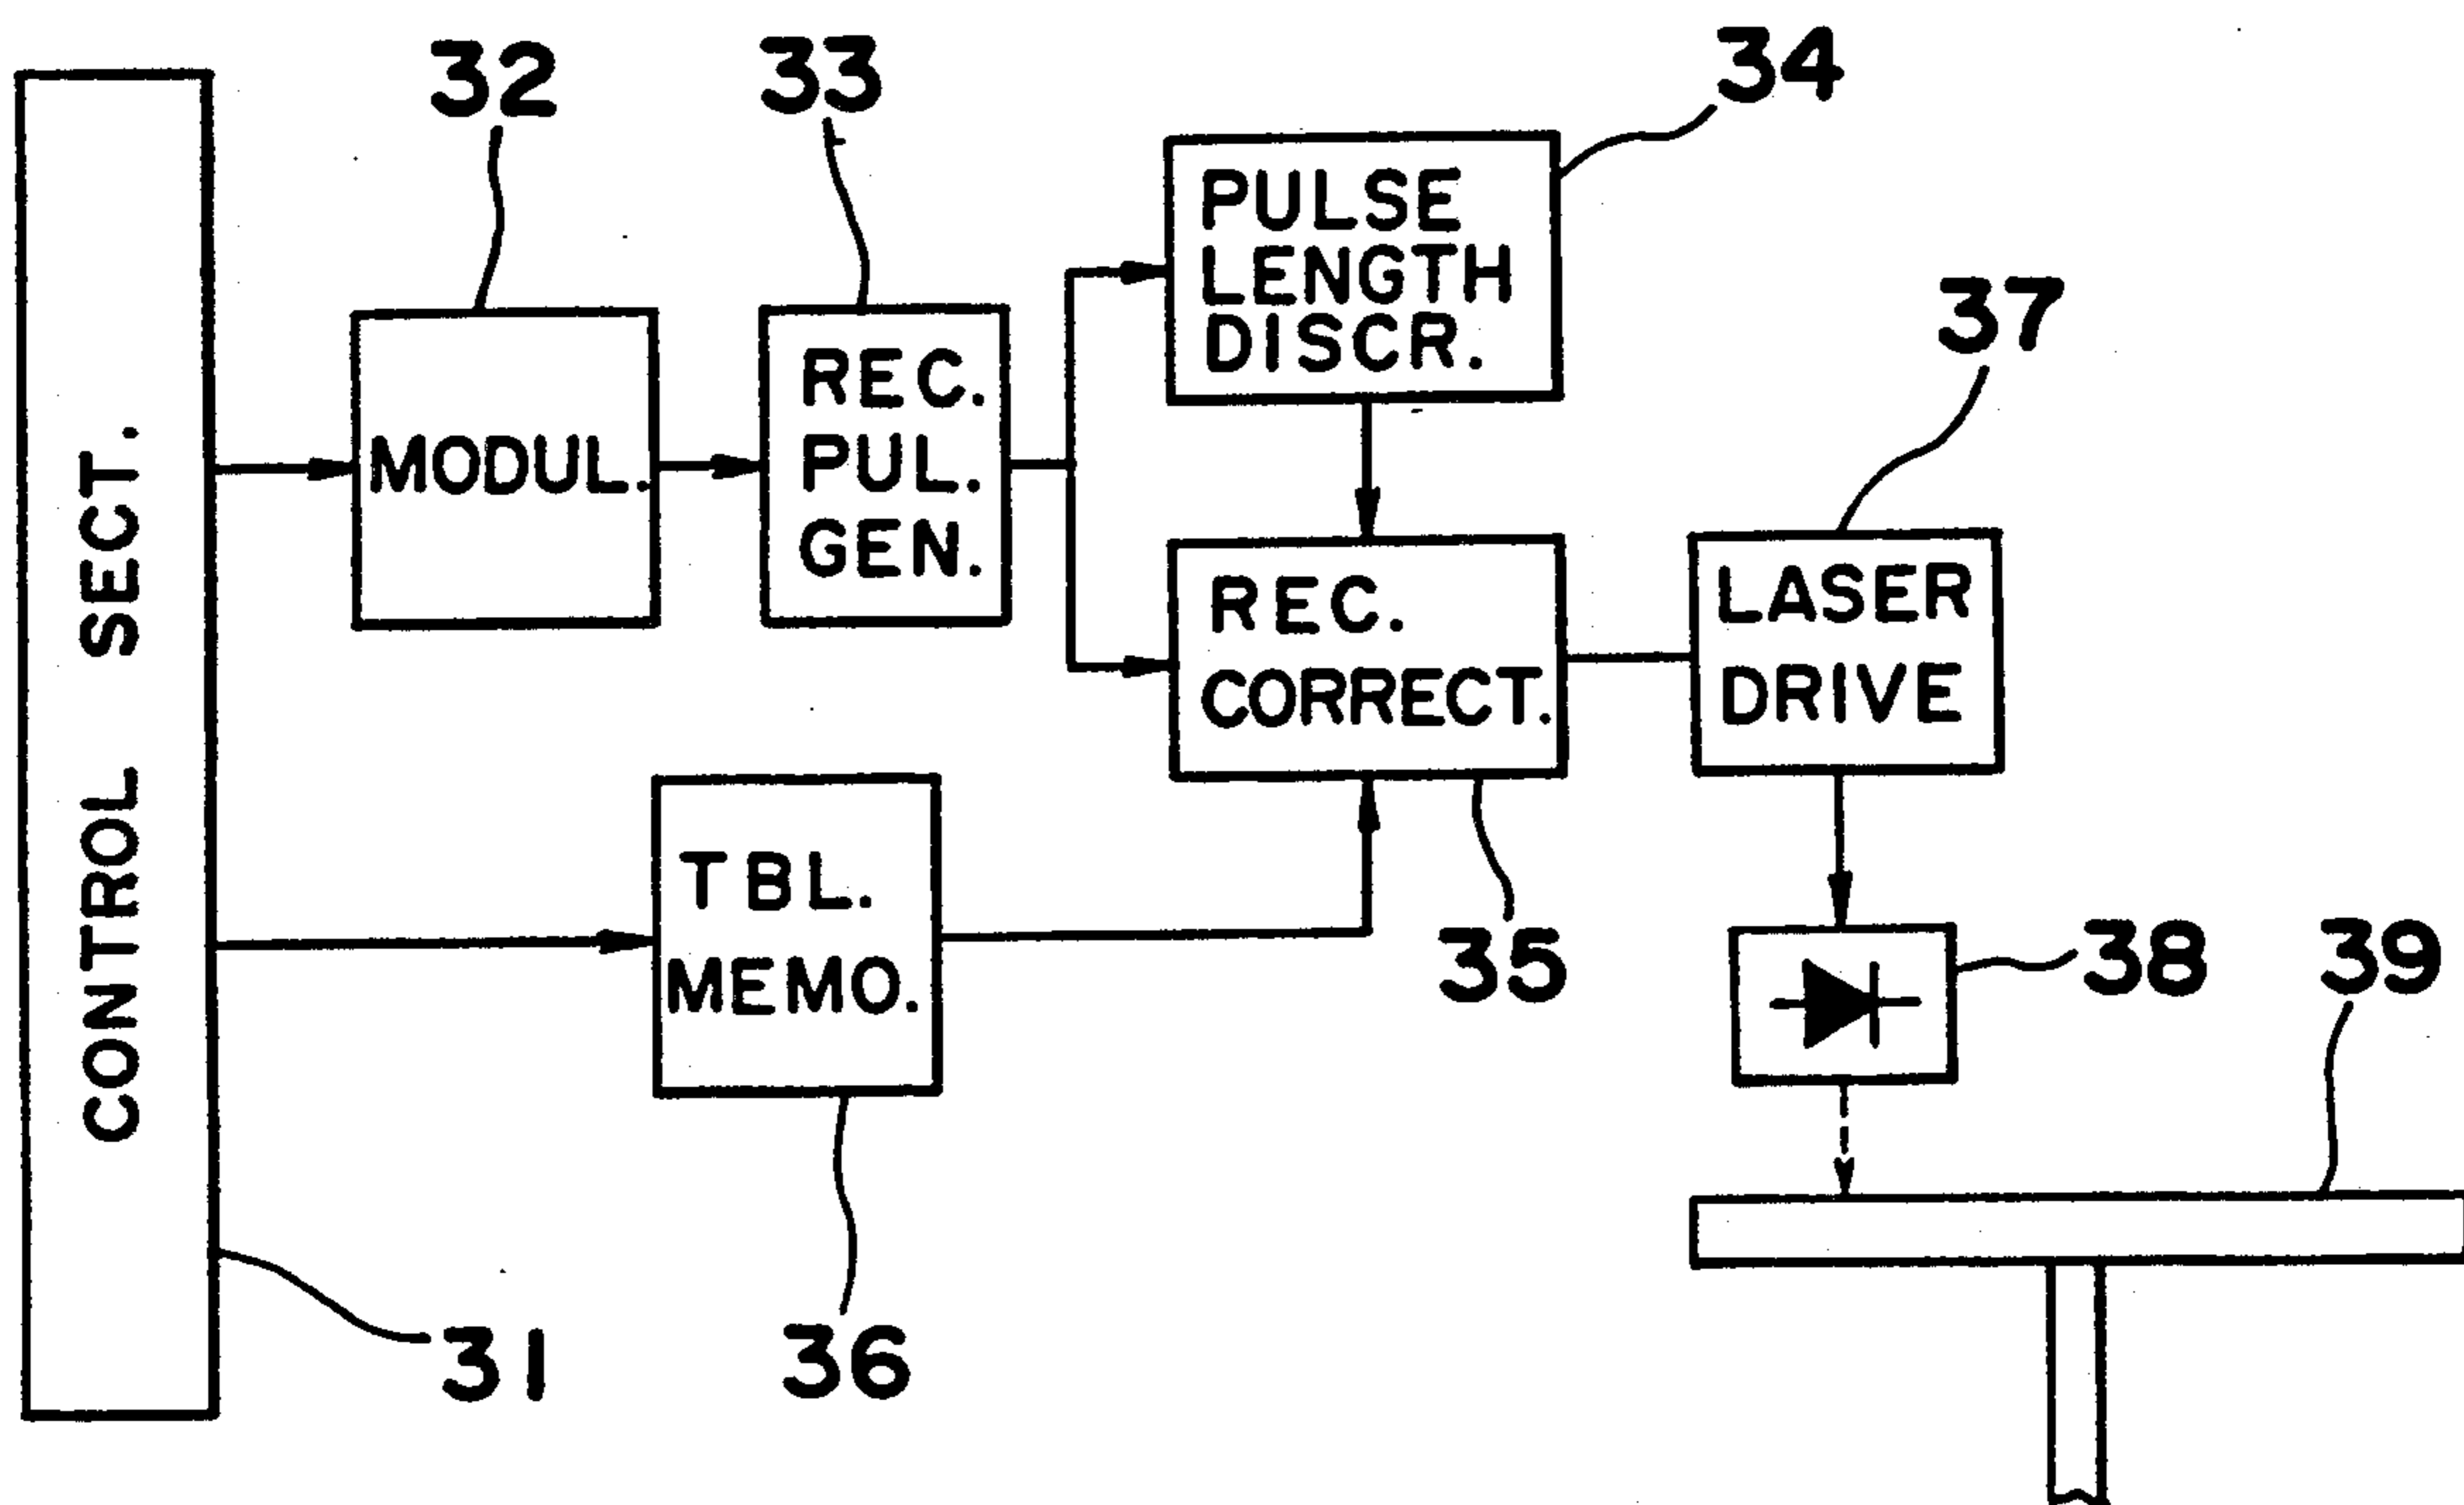 32
33
34
PULSE
LENGTH
DISCR.
37
REC.
PUL.
GEN.
MODUL.
CONTROL SECT.
REC.
CORRECT.
LASER
DRIVE
TBL.
MEMO.
35
38
39
31
36